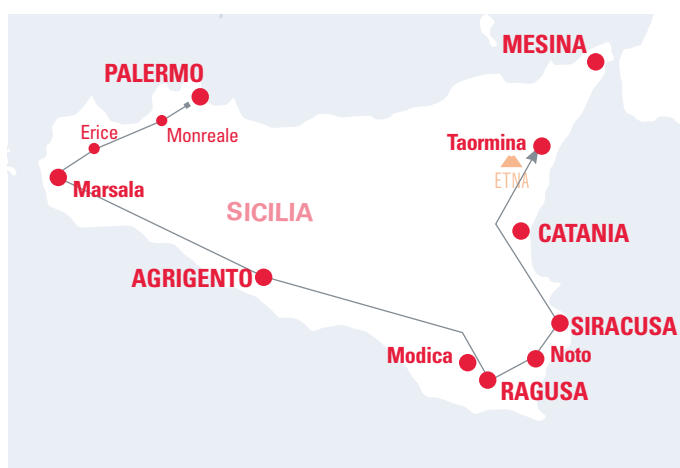 MESINA
PALERMO
Erice
Monreale
Taormina
ETNA
Marsala
SICILIA
CATANIA
AGRIGENTO
SIRACUSA
Modica
Noto
RAGUSA